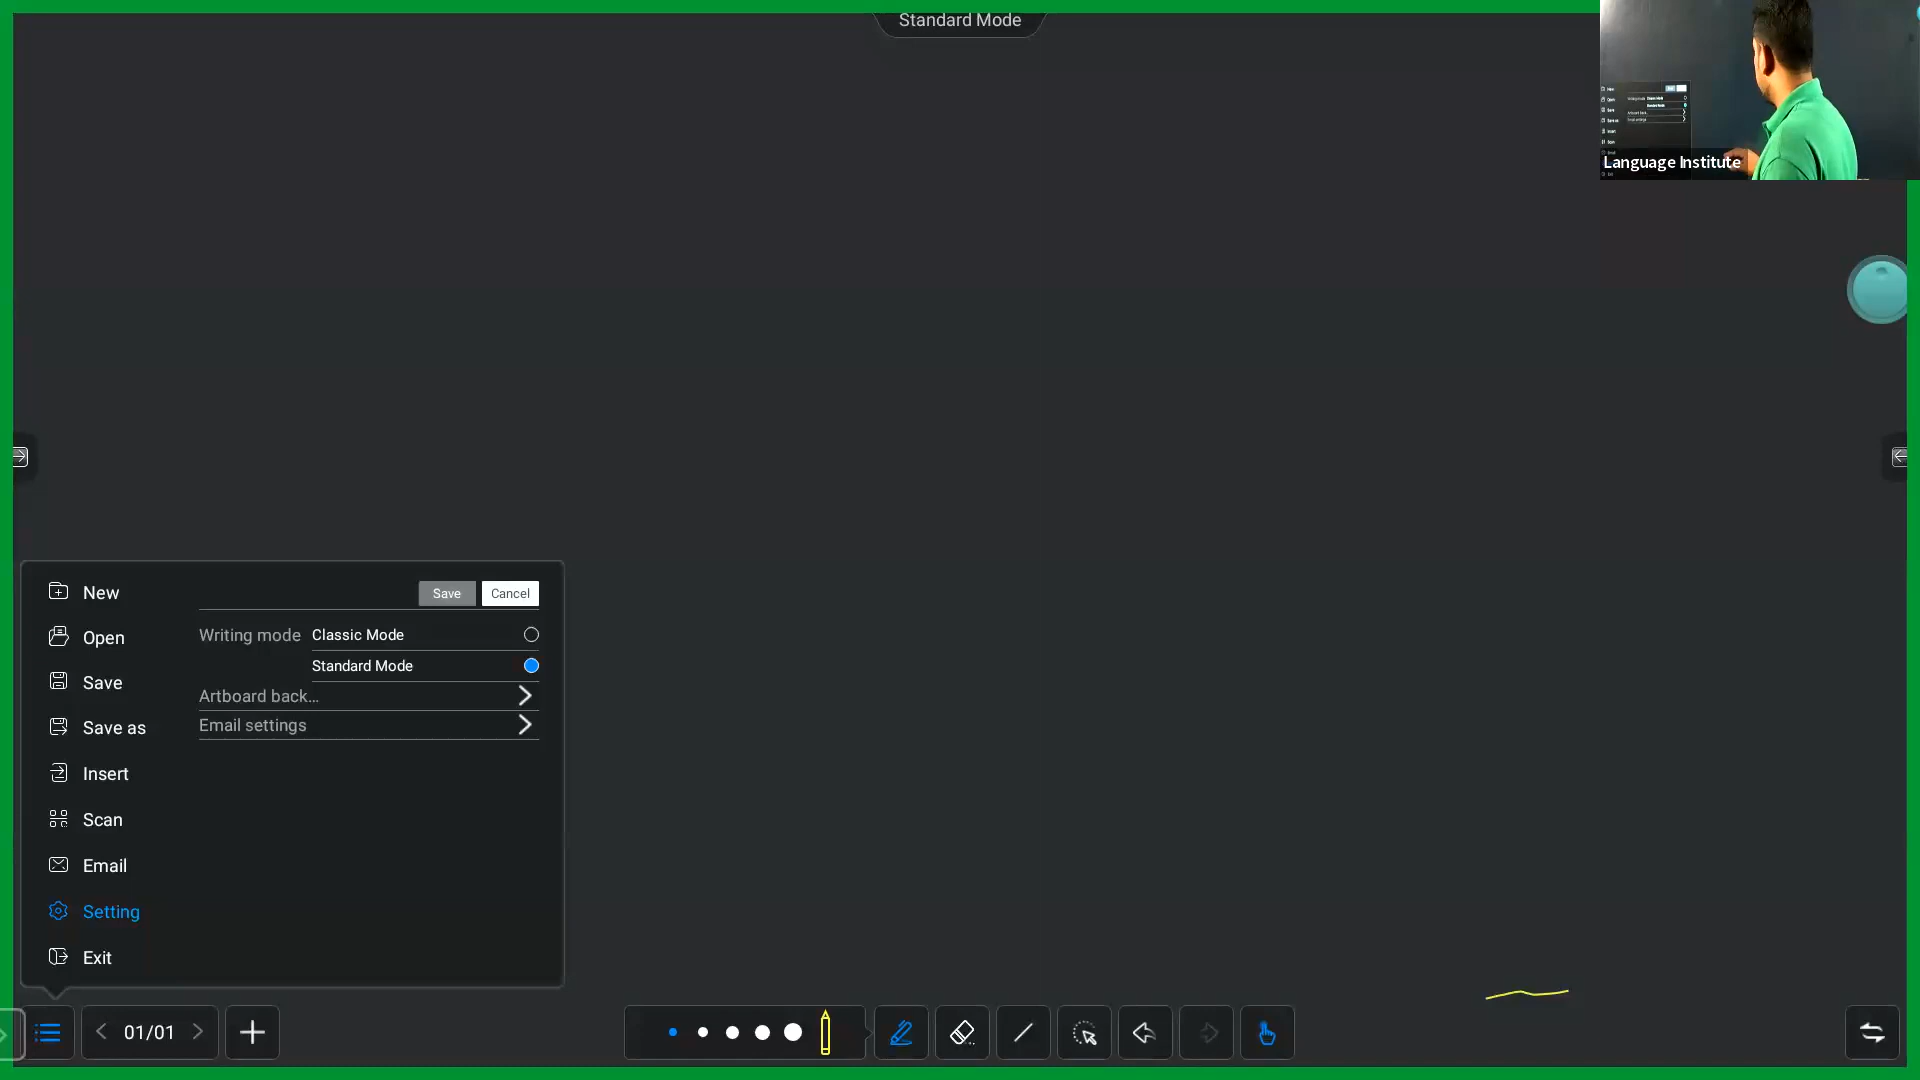 Standard Mode
Language Institute
New
Save Cancel
Writing mode Classic Mode
Open
Standard Mode
Save
Artboard back...
Save as
Email settings
Insert
Scan
Email
Setting
Exit
01/01